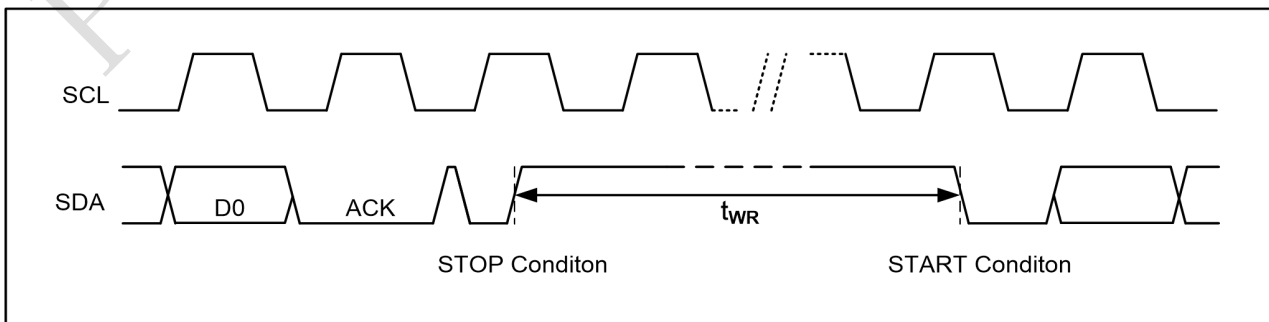 SCL
SDA
D0
ACK
tWR
STOP Conditon
START Conditon